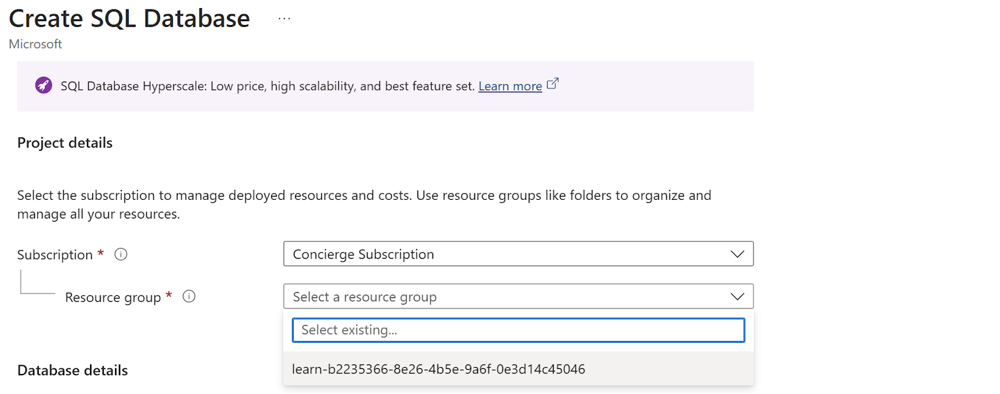 Create SQL Database ...
Microsoft
SQL Database Hyperscale: Low price, high scalability, and best feature set. Learn more
Project details
Select the subscription to manage deployed resources and costs. Use resource groups like folders to organize and
manage all your resources.
Subscription *
Concierge Subscription
Resource group *
Select a resource group
Select existing...
Database details
learn-b2235366-8e26-4b5e-9a6f-0e3d14c45046